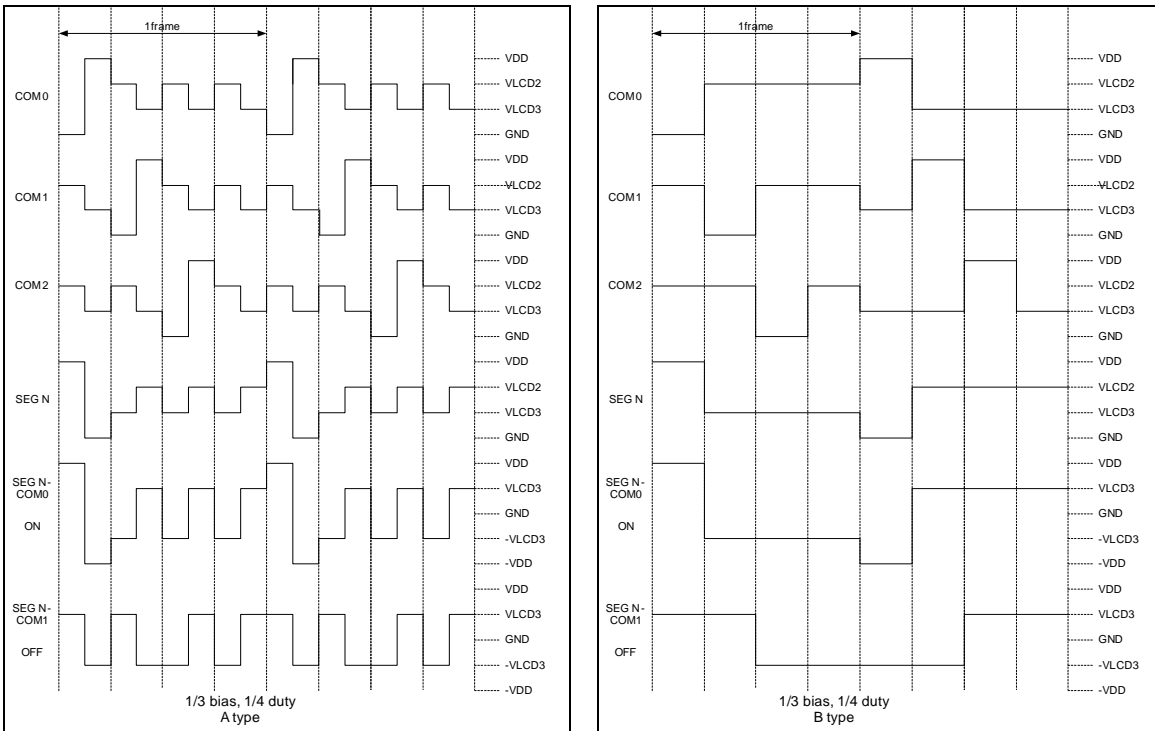 1frame
COM0
VDD
VLCD2
VLCD3
GND
COM1
VDD
VLCD2
VLCD3
GND
COM2
VDD
VLCD2
VLCD3
GND
SEG N
VDD
VLCD2
VLCD3
GND
SEG N-
COM0
ON
VDD
VLCD3
GND
-VLCD3
-VDD
SEG N-
COM1
OFF
VDD
VLCD3
GND
-VLCD3
-VDD
1/3 bias, 1/4 duty
A type
1frame
COM0
VDD
VLCD2
VLCD3
GND
COM1
VDD
VLCD2
VLCD3
GND
COM2
VDD
VLCD2
VLCD3
GND
SEG N
VDD
VLCD2
VLCD3
GND
SEG N-
COM0
ON
VDD
VLCD3
GND
-VLCD3
-VDD
SEG N-
COM1
OFF
VDD
VLCD3
GND
-VLCD3
-VDD
1/3 bias, 1/4 duty
B type